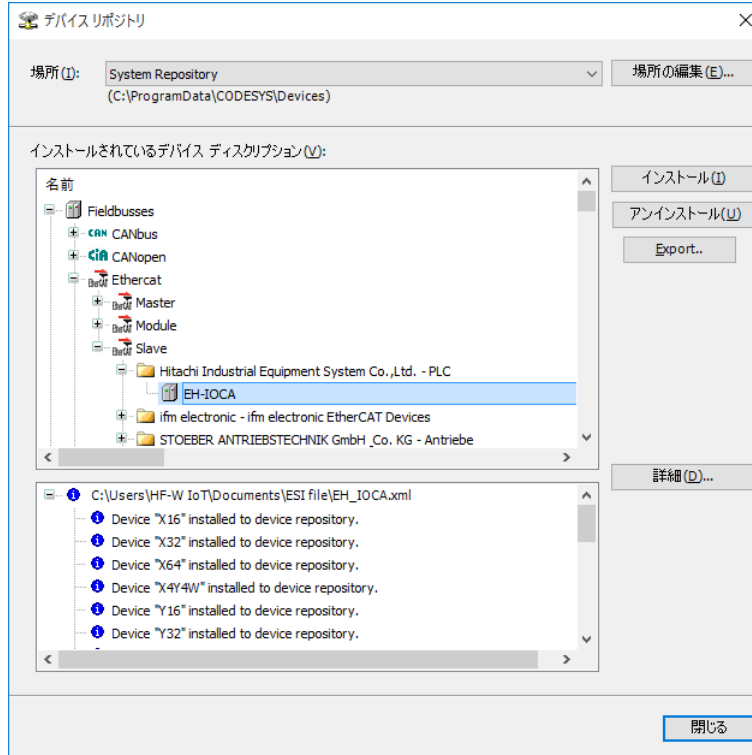 デバイス リポジトリ
場所(I): System Repository 場所の編集(E)...
(C:\ProgramData\CODESYS\Devices)
インストールされているデバイス ディスクリプション(V):
名前 インストール(I)
Fieldbusses アンインストール(U)
CAN CANbus
CiA CANopen Export..
EtherCAT Ethercat
EtherCAT Master
EtherCAT Module
EtherCAT Slave
Hitachi Industrial Equipment System Co.,Ltd. - PLC
EH-IOCA
ifm electronic - ifm electronic EtherCAT Devices
STOEBER ANTRIEBSTECHNIK GmbH _Co. KG - Antriebe
詳細(D)...
C:\Users\HF-W IoT\Documents\ESI file\EH_IOCA.xml
Device "X16" installed to device repository.
Device "X32" installed to device repository.
Device "X64" installed to device repository.
Device "X4Y4W" installed to device repository.
Device "Y16" installed to device repository.
Device "Y32" installed to device repository.
閉じる